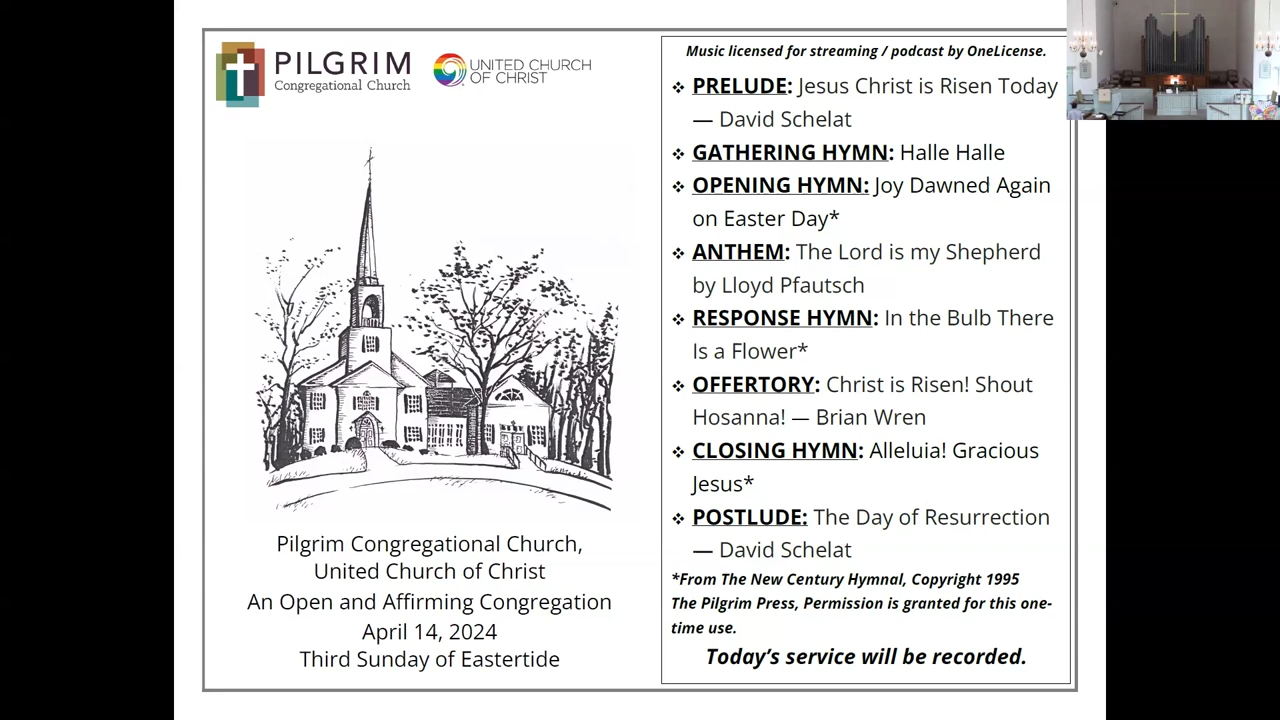 PILGRIM
Congregational Church
UNITED CHURCH
OF CHRIST
Pilgrim Congregational Church,
United Church of Christ
An Open and Affirming Congregation
April 14, 2024
Third Sunday of Eastertide
Music licensed for streaming / podcast by OneLicense.
❖ PRELUDE: Jesus Christ is Risen Today
— David Schelat
❖ GATHERING HYMN: Halle Halle
❖ OPENING HYMN: Joy Dawned Again
on Easter Day*
❖ ANTHEM: The Lord is my Shepherd
by Lloyd Pfautsch
❖ RESPONSE HYMN: In the Bulb There
Is a Flower*
❖ OFFERTORY: Christ is Risen! Shout
Hosanna! — Brian Wren
❖ CLOSING HYMN: Alleluia! Gracious
Jesus*
❖ POSTLUDE: The Day of Resurrection
— David Schelat
*From The New Century Hymnal, Copyright 1995
The Pilgrim Press, Permission is granted for this one-
time use.
Today’s service will be recorded.